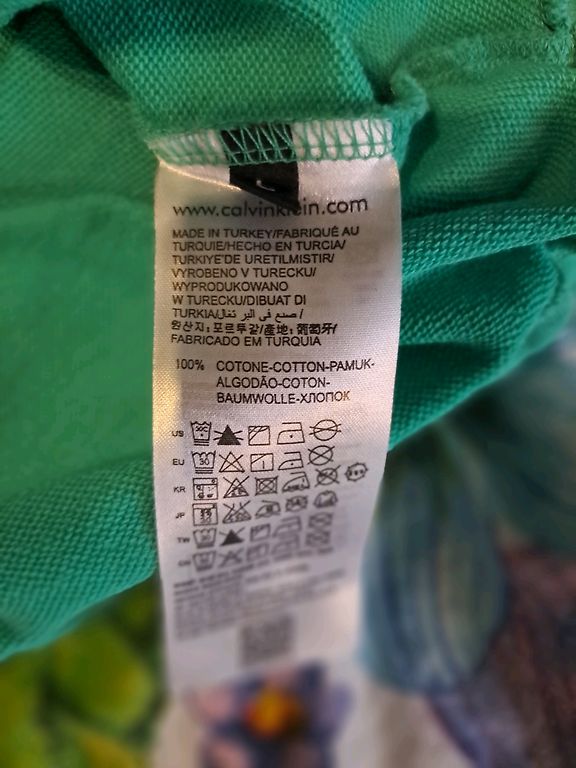 www.calvinklein.com
MADE IN TURKEY/FABRIQUÉ AU
TURQUIE/HECHO EN TURCIA/
TURKIYE'DE URETILMISTIR/
VYROBENO V TURECKU/
WYPRODUKOWANO
W TURECKU/DIBUAT DI
TURKIA/صنع في البر تغال/
원산지: 포르투갈/產地: 葡萄牙/
FABRICADO EM TURQUIA
100% COTONE-COTTON-PAMUK-
ALGODÃO-COTON-
BAUMWOLLE-ХЛОПОК
US
EU 30
KR
JP
TW